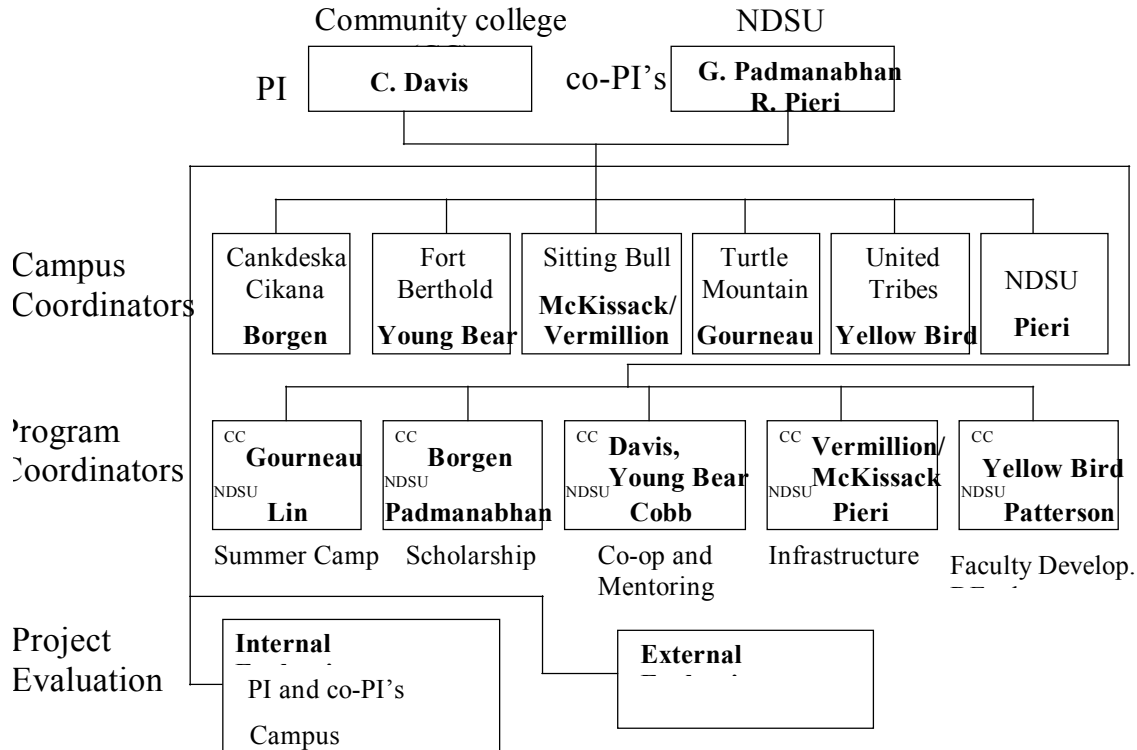 Community college
NDSU
PI
C. Davis
co-PI's
G. Padmanabhan
R. Pieri
Campus
Coordinators
Cankdeska
Cikana
Borgen
Fort
Berthold
Young Bear
Sitting Bull
McKissack/
Vermillion
Turtle
Mountain
Gourneau
United
Tribes
Yellow Bird
NDSU
Pieri
Program
Coordinators
CC
Gourneau
NDSU
Lin
Summer Camp
CC
Borgen
NDSU
Padmanabhan
Scholarship
CC
Davis,
Young Bear
NDSU
Cobb
Co-op and
Mentoring
CC
Vermillion/
McKissack
NDSU
Pieri
Infrastructure
CC
Yellow Bird
NDSU
Patterson
Faculty Develop.
Project
Evaluation
Internal
PI and co-PI's
Campus
External